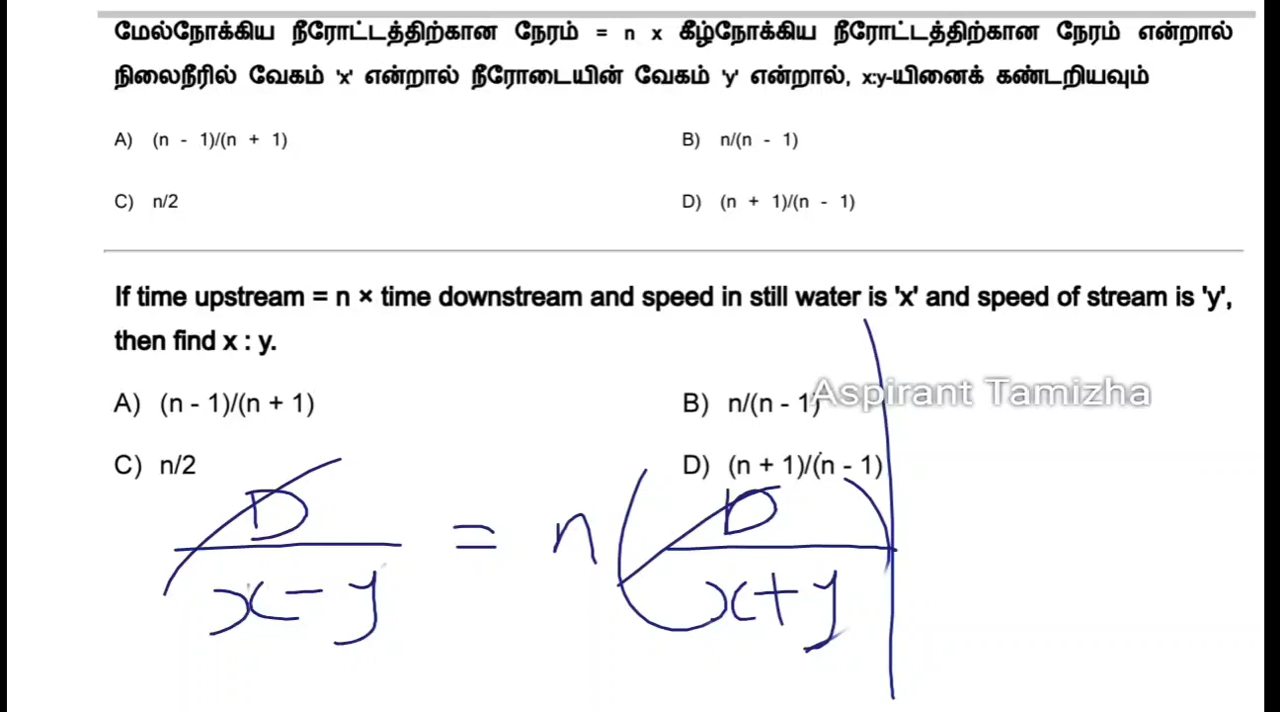 மேல்நோக்கிய நீரோட்டத்திற்கான நேரம் = n x கீழ்நோக்கிய நீரோட்டத்திற்கான நேரம் என்றால்
நிலைநீரில் வேகம் 'x' என்றால் நீரோடையின் வேகம் 'y' என்றால், x:y-யினைக் கண்டறியவும்
A) (n - 1)/(n + 1) B) n/(n - 1)
C) n/2 D) (n + 1)/(n - 1)
If time upstream = n × time downstream and speed in still water is 'x' and speed of stream is 'y',
then find x : y.
A) (n - 1)/(n + 1) B) n/(n - 1)
Aspirant Tamizha
C) n/2 D) (n + 1)/(n - 1)
D D
= n
x - y x + y